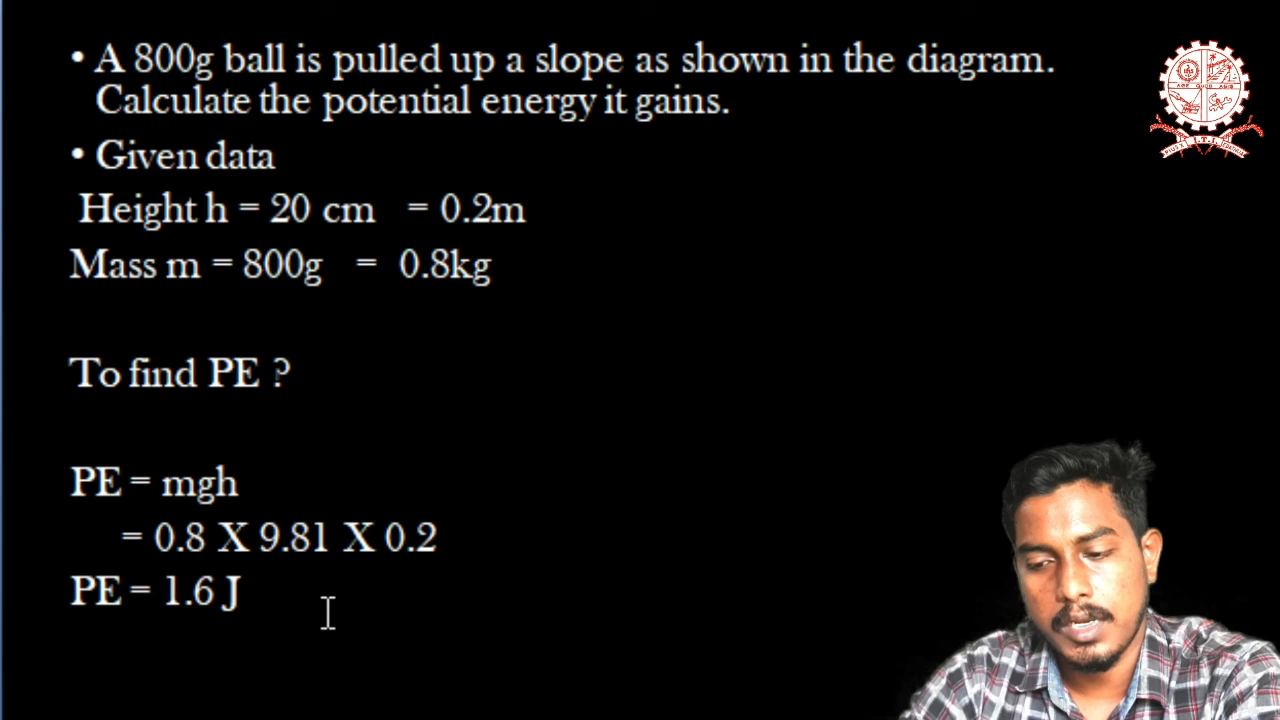 • A 800g ball is pulled up a slope as shown in the diagram.
Calculate the potential energy it gains.
• Given data
Height h = 20 cm = 0.2m
Mass m = 800g = 0.8kg
To find PE ?
PE = mgh
= 0.8 X 9.81 X 0.2
PE = 1.6 J
I.T.I.